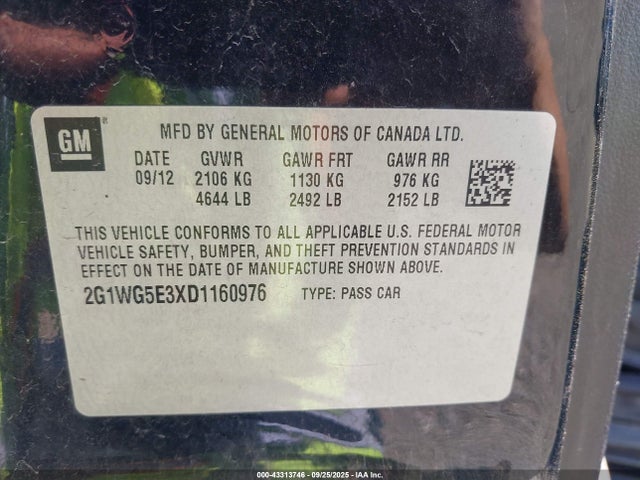 GM®
MFD BY GENERAL MOTORS OF CANADA LTD.
DATE GVWR GAWR FRT GAWR RR
09/12 2106 KG 1130 KG 976 KG
4644 LB 2492 LB 2152 LB
THIS VEHICLE CONFORMS TO ALL APPLICABLE U.S. FEDERAL MOTOR
VEHICLE SAFETY, BUMPER, AND THEFT PREVENTION STANDARDS IN
EFFECT ON THE DATE OF MANUFACTURE SHOWN ABOVE.
2G1WG5E3XD1160976 TYPE: PASS CAR
000-43313746 - 09/25/2025 - IAA Inc.